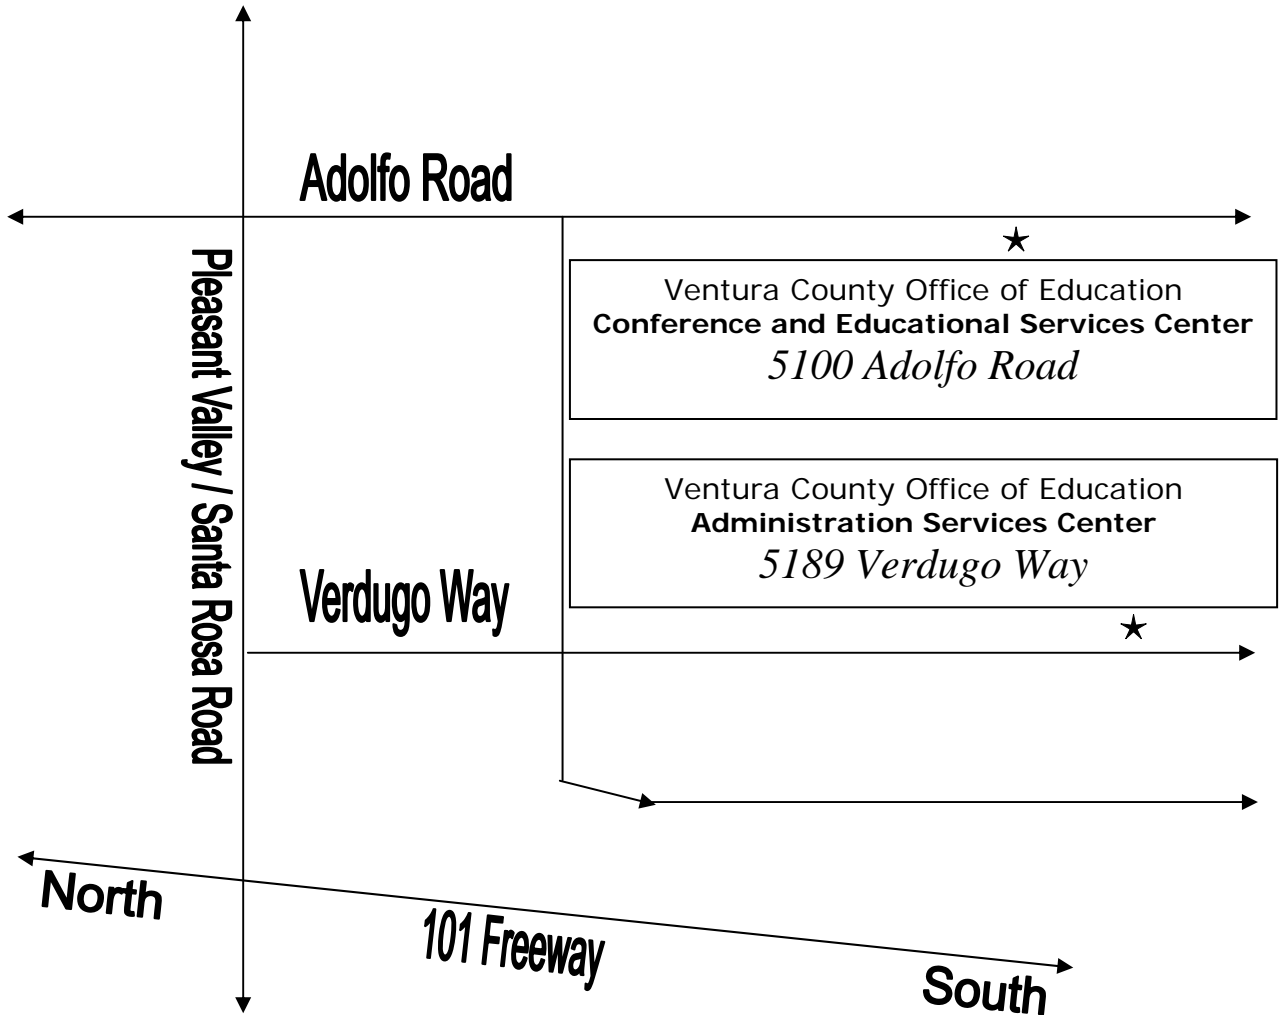 Adolfo Road
Pleasant Valley / Santa Rosa Road
Ventura County Office of Education
Conference and Educational Services Center
5100 Adolfo Road
Ventura County Office of Education
Administration Services Center
5189 Verdugo Way
Verdugo Way
North
101 Freeway
South